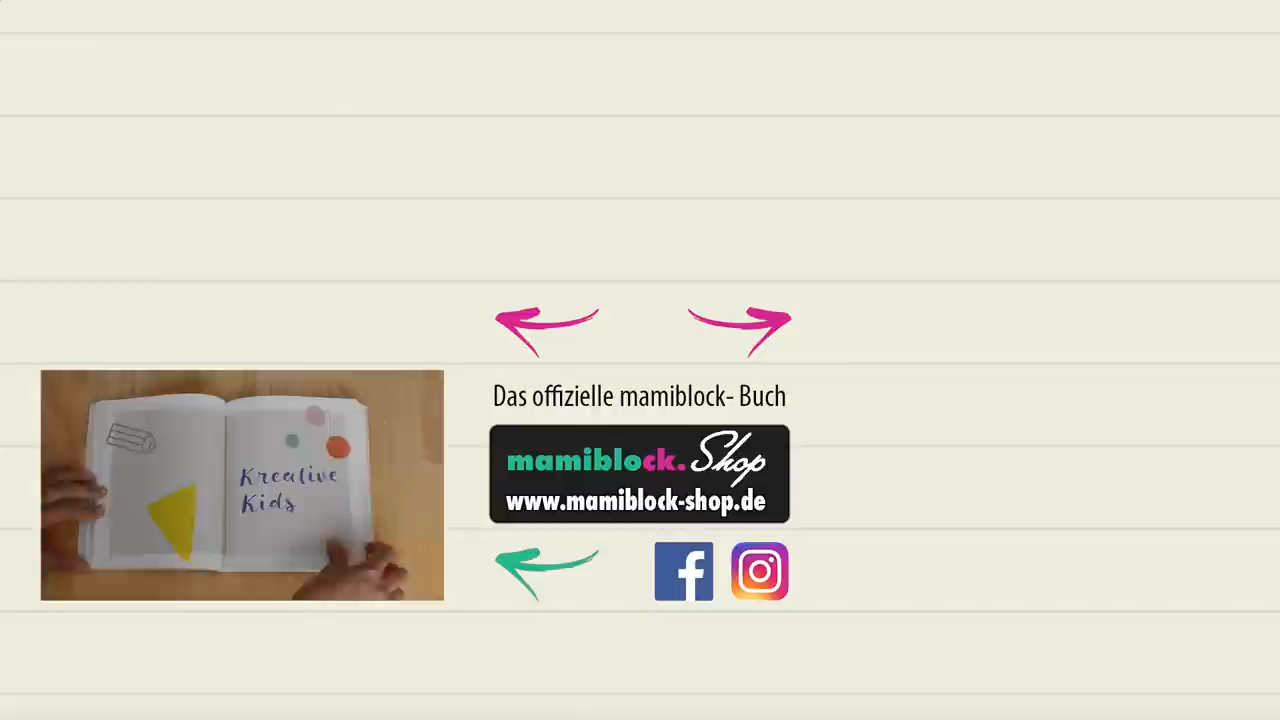 Das offizielle mamiblock- Buch
mamiblock. Shop
www.mamiblock-shop.de
Kreative
Kids